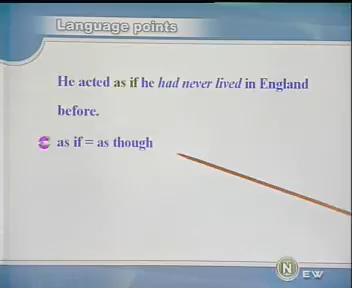 Language points
He acted as if he had never lived in England
before.
as if = as though
N EW